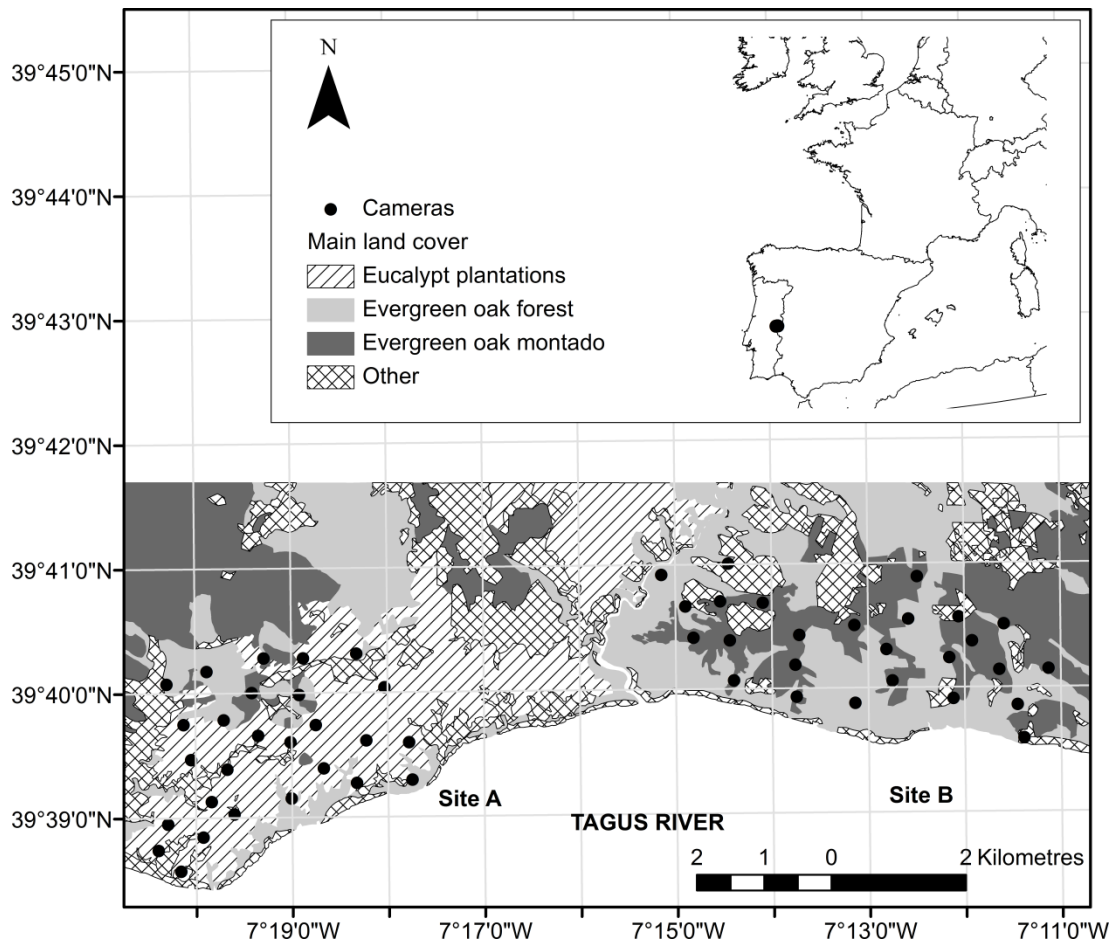 39°45'0"N
39°44'0"N
39°43'0"N
39°42'0"N
39°41'0"N
39°40'0"N
39°39'0"N
N
Cameras
Main land cover
Eucalypt plantations
Evergreen oak forest
Evergreen oak montado
Other
Site A
Site B
TAGUS RIVER
2 1 0 2 Kilometres
7°19'0"W 7°17'0"W 7°15'0"W 7°13'0"W 7°11'0"W